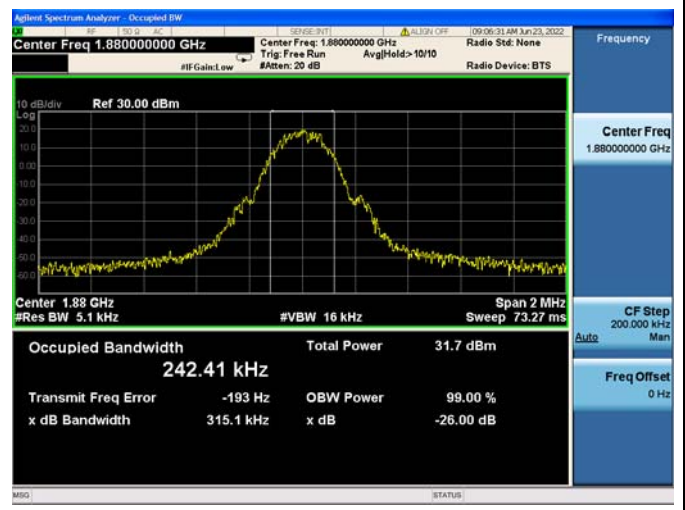 Agilent Spectrum Analyzer - Occupied BW
RF 50 Ω AC SENSE:INT ALIGN OFF 09:06:31 AM Jun 23, 2022
Center Freq 1.880000000 GHz Center Freq: 1.880000000 GHz Radio Std: None
Trig: Free Run Avg|Hold:> 10/10
#IFGain:Low #Atten: 20 dB Radio Device: BTS
10 dB/div Ref 30.00 dBm
Log
20.0
10.0
0.00
-10.0
-20.0
-30.0
-40.0
-50.0
-60.0
Center 1.88 GHz Span 2 MHz
#Res BW 5.1 kHz #VBW 16 kHz Sweep 73.27 ms
Occupied Bandwidth Total Power 31.7 dBm
242.41 kHz
Transmit Freq Error -193 Hz OBW Power 99.00 %
x dB Bandwidth 315.1 kHz x dB -26.00 dB
MSG STATUS
Frequency
Center Freq
1.880000000 GHz
CF Step
200.000 kHz
Auto Man
Freq Offset
0 Hz